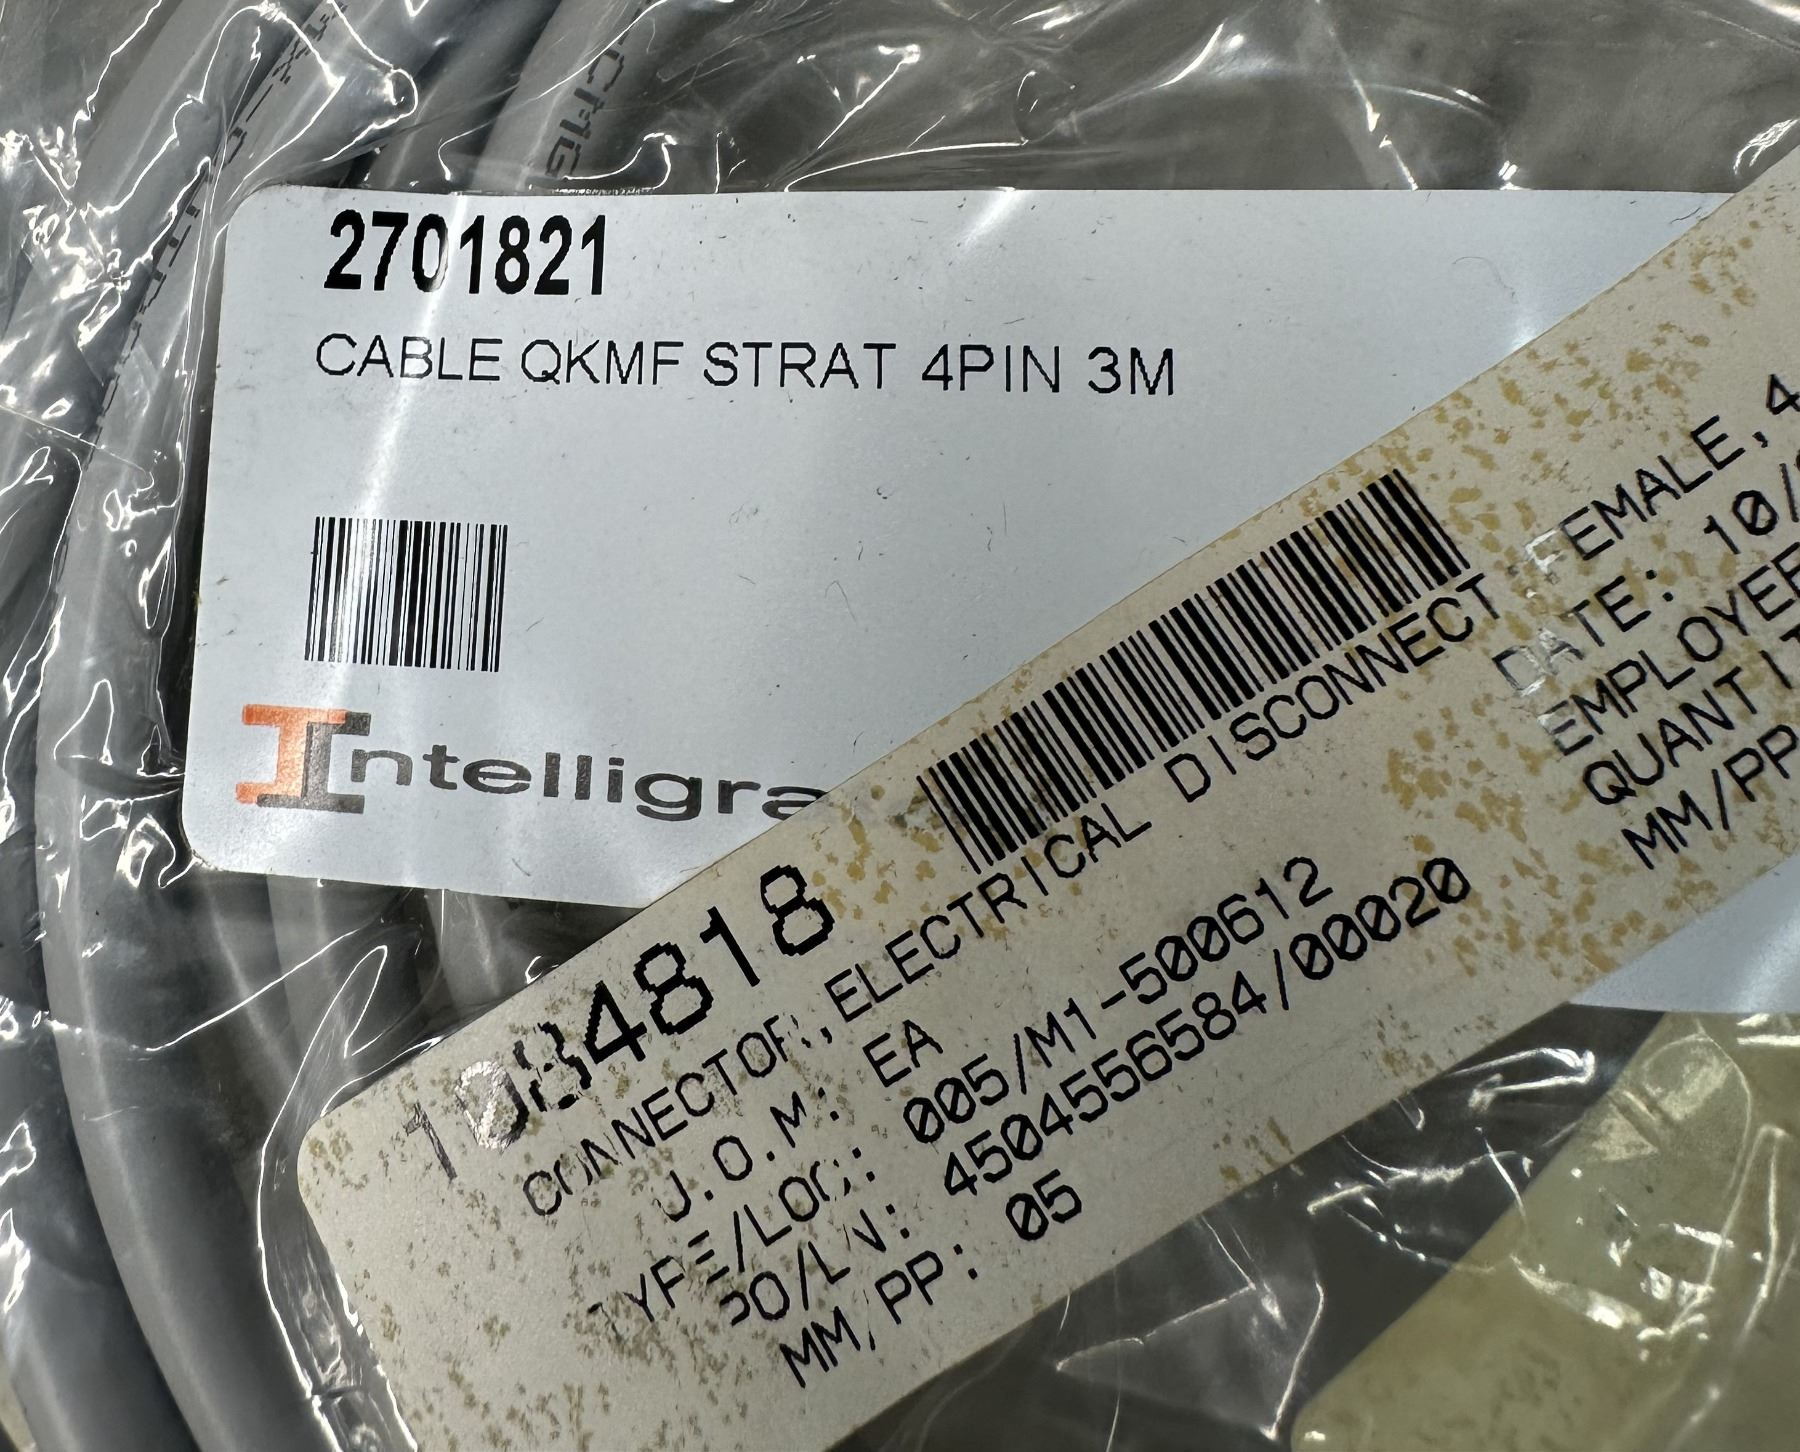 2701821
CABLE QKMF STRAT 4PIN 3M
Intelligra
1084818
CONNECTOR, ELECTRICAL DISCONNECT FEMALE, 4
U.O.M: EA
DATE: 10/
TYPE/LOC: 005/M1-500612
EMPLOYEE
PO/LN: 4504556584/00020
QUANTIT
MM/PP: 05
MM/PP